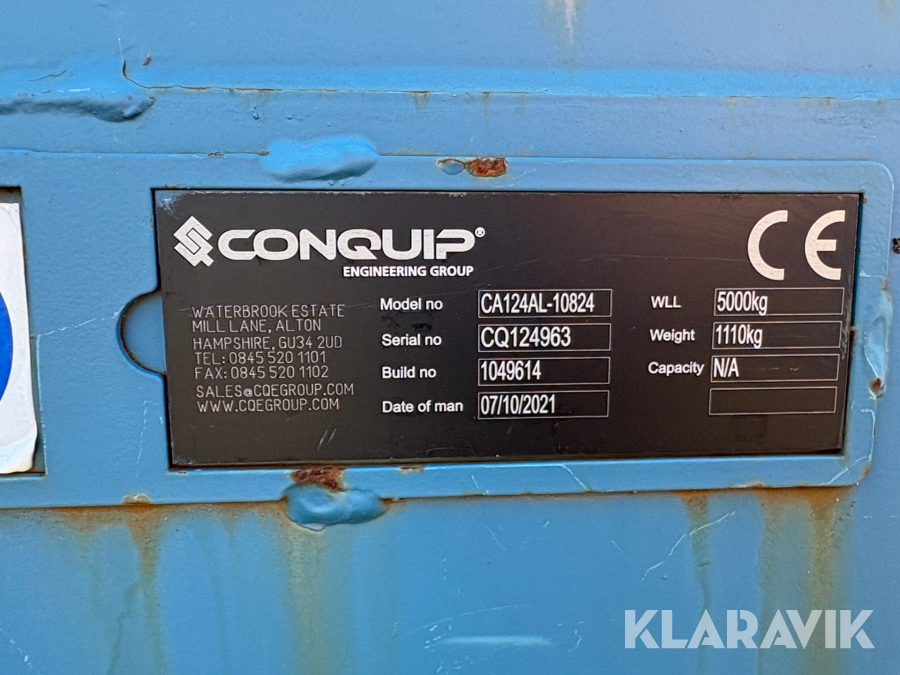 CONQUIP®
ENGINEERING GROUP
CE
WATERBROOK ESTATE
MILL LANE, ALTON
HAMPSHIRE, GU34 2UD
TEL: 0845 520 1101
FAX: 0845 520 1102
SALES@CQEGROUP.COM
WWW.CQEGROUP.COM
Model no CA124AL-10824
Serial no CQ124963
Build no 1049614
Date of man 07/10/2021
WLL 5000kg
Weight 1110kg
Capacity N/A
KLARAVIK